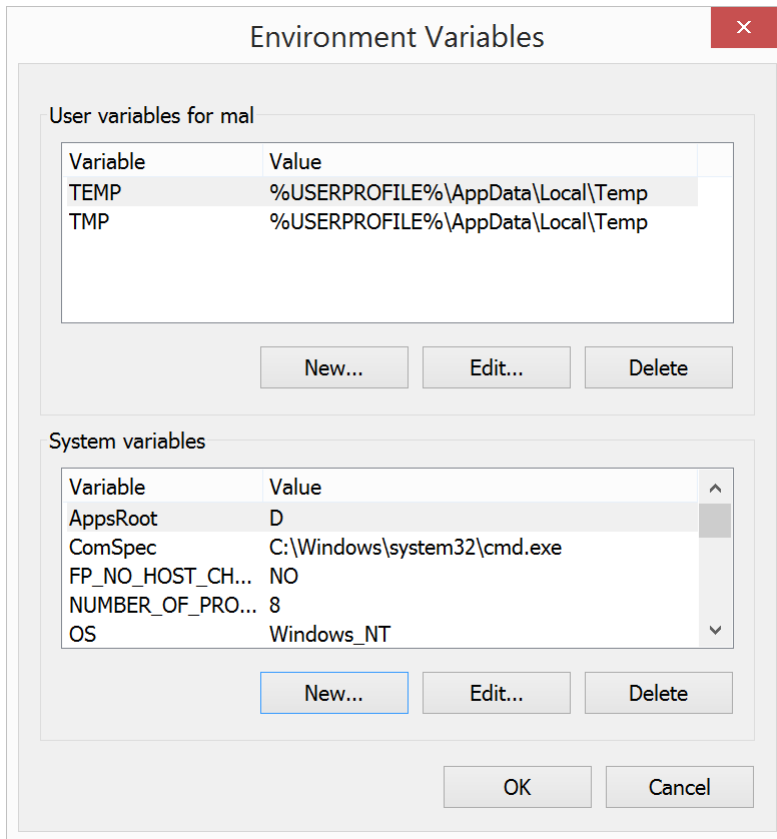 Environment Variables
User variables for mal
Variable Value
TEMP %USERPROFILE%\AppData\Local\Temp
TMP %USERPROFILE%\AppData\Local\Temp
New... Edit... Delete
System variables
Variable Value
AppsRoot D
ComSpec C:\Windows\system32\cmd.exe
FP_NO_HOST_CH... NO
NUMBER_OF_PRO... 8
OS Windows_NT
New... Edit... Delete
OK Cancel